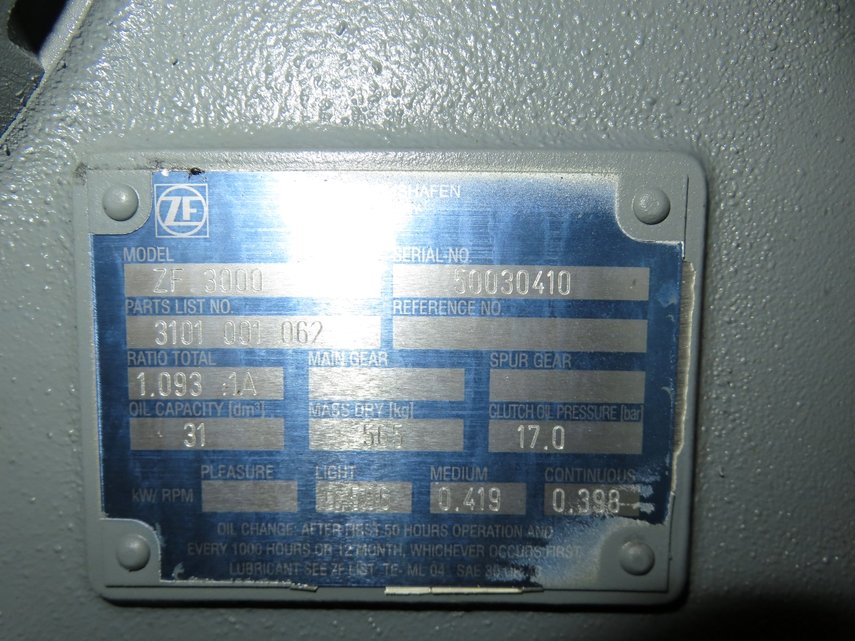 ZF
SHAFEN
MODEL SERIAL NO.
ZF 3000 50030410
PARTS LIST NO. REFERENCE NO.
3101 001 062
RATIO TOTAL MAIN GEAR SPUR GEAR
1.093 :1A
OIL CAPACITY [dm³] MASS DRY [kg] CLUTCH OIL PRESSURE [bar]
31 17.0
PLEASURE LIGHT MEDIUM CONTINUOUS
kW/ RPM 0.419 0.398
OIL CHANGE: AFTER FIRST 50 HOURS OPERATION AND
EVERY 1000 HOURS OR 12 MONTH, WHICHEVER OCCURS FIRST.
LUBRICANT SEE ZF LIST TE- ML 04 SAE 30